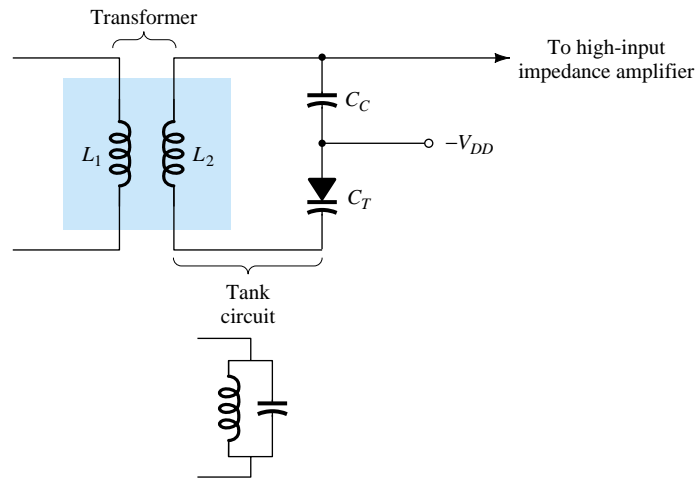 Transformer
To high-input
impedance amplifier
C_C
L_1
L_2
–V_DD
C_T
Tank
circuit